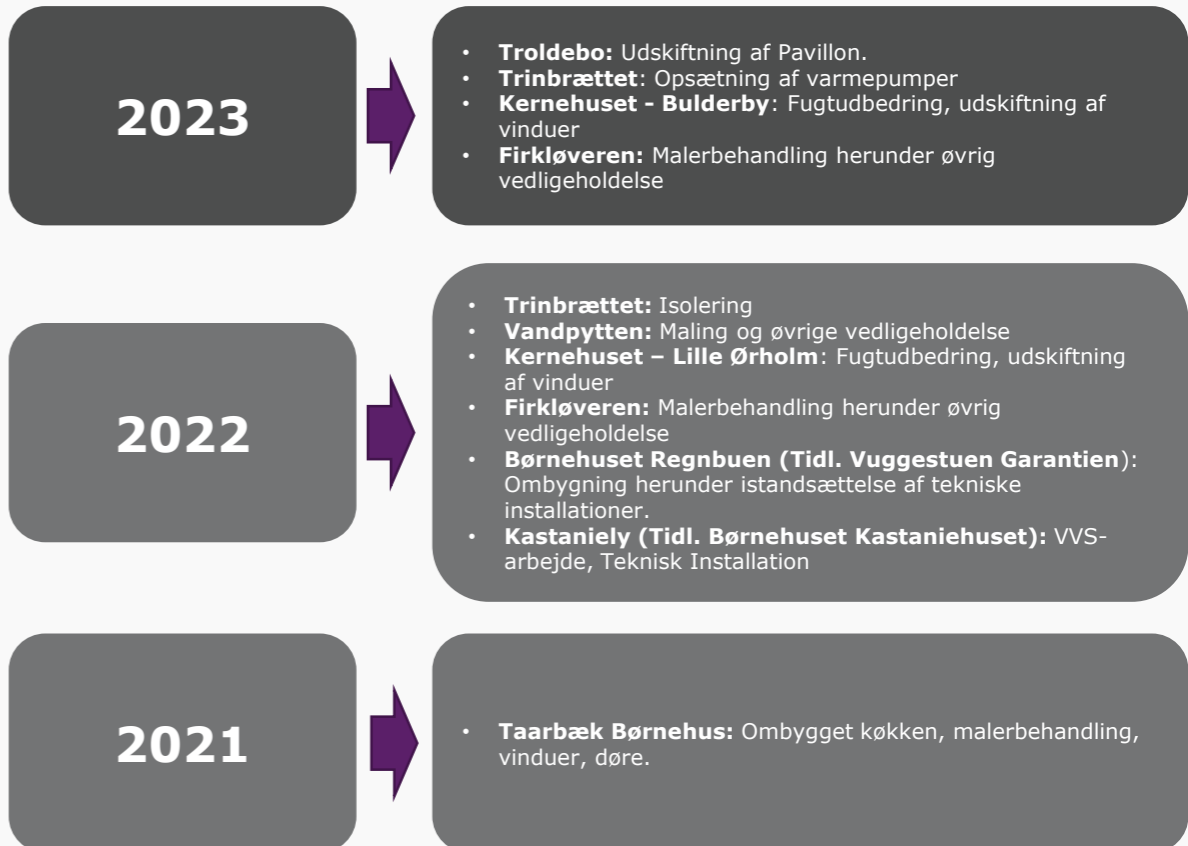 2023
• Troldebo: Udskiftning af Pavillon.
• Trinbrættet: Opsætning af varmepumper
• Kernehuset - Bulderby: Fugtudbedring, udskiftning af
vinduer
• Firkløveren: Malerbehandling herunder øvrig
vedligeholdelse
2022
• Trinbrættet: Isolering
• Vandpytten: Maling og øvrige vedligeholdelse
• Kernehuset – Lille Ørholm: Fugtudbedring, udskiftning
af vinduer
• Firkløveren: Malerbehandling herunder øvrig
vedligeholdelse
• Børnehuset Regnbuen (Tidl. Vuggestuen Garantien):
Ombygning herunder istandsættelse af tekniske
installationer.
• Kastaniely (Tidl. Børnehuset Kastaniehuset): VVS-
arbejde, Teknisk Installation
2021
• Taarbæk Børnehus: Ombygget køkken, malerbehandling,
vinduer, døre.